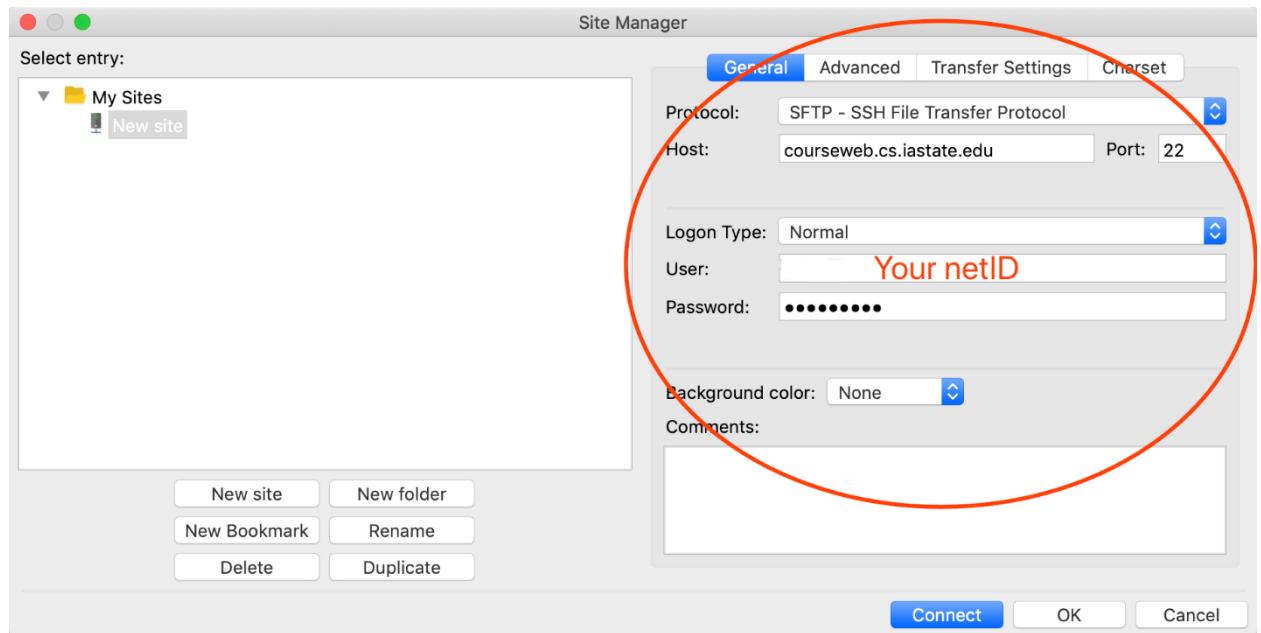 Site Manager
Select entry:
My Sites
New site
New site
New folder
New Bookmark
Rename
Delete
Duplicate
General Advanced Transfer Settings Charset
Protocol: SFTP - SSH File Transfer Protocol
Host: courseweb.cs.iastate.edu Port: 22
Logon Type: Normal
User: Your netID
Password: •••••••••
Background color: None
Comments:
Connect OK Cancel